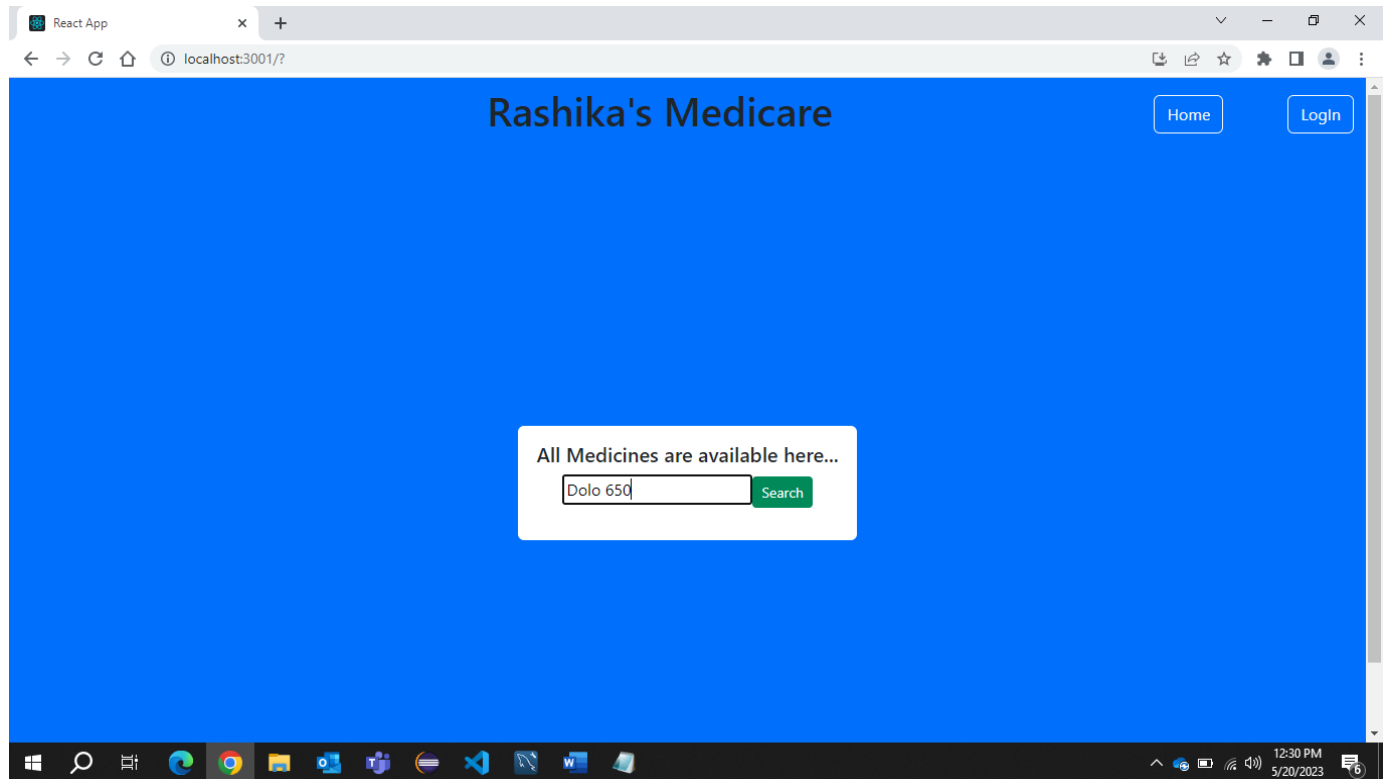 React App
localhost:3001/?
Rashika's Medicare
Home
LogIn
All Medicines are available here...
Dolo 650
Search
12:30 PM
5/20/2023
6